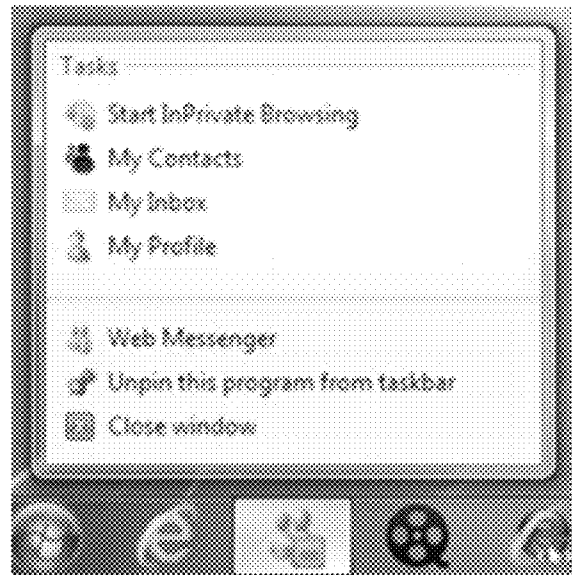 Tasks
Start InPrivate Browsing
My Contacts
My Inbox
My Profile
Web Messenger
Unpin this program from taskbar
Close window